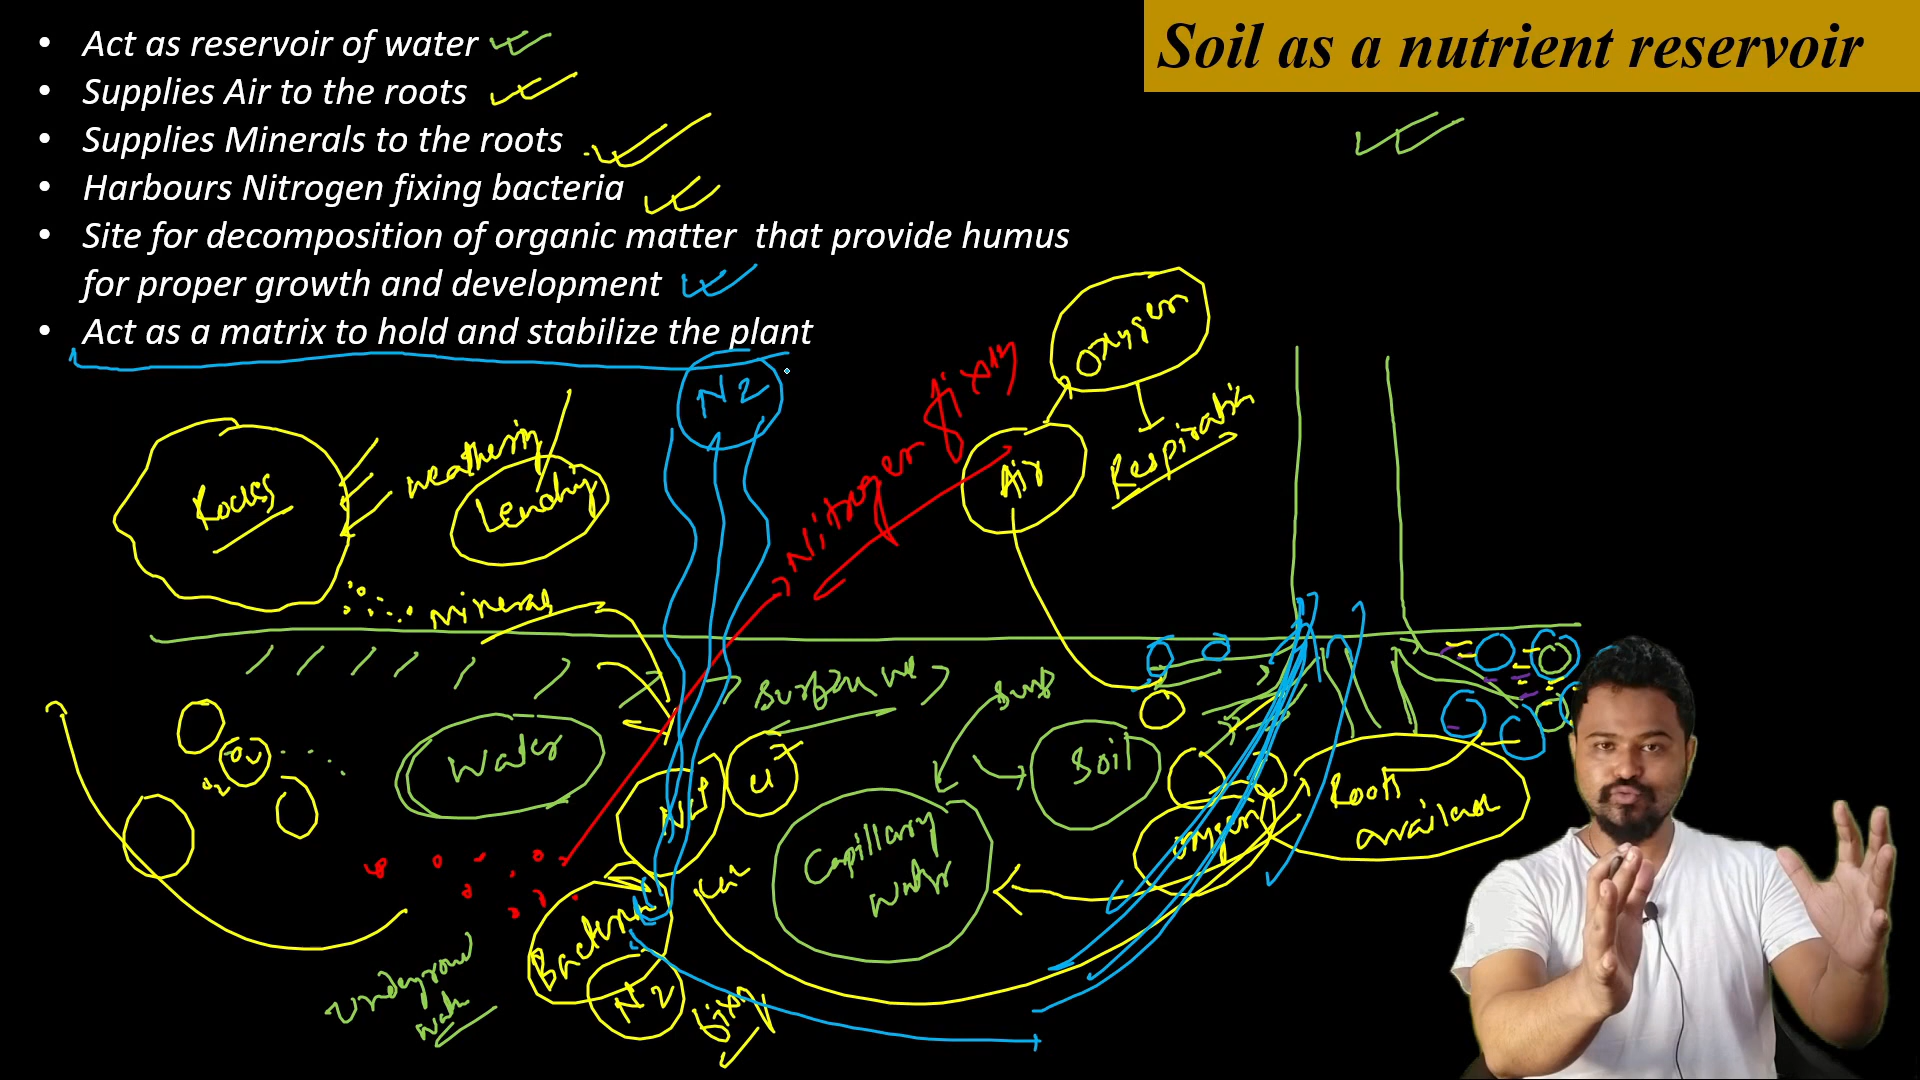 Soil as a nutrient reservoir
• Act as reservoir of water
• Supplies Air to the roots
• Supplies Minerals to the roots
• Harbours Nitrogen fixing bacteria
• Site for decomposition of organic matter that provide humus
for proper growth and development
• Act as a matrix to hold and stabilize the plant
N2
Oxygen
Air
Respiration
Rocks
weathering
Minerals
Water
Soil
O2
Capillary
water
Oxygen
Roots
Bacteria
N2
water